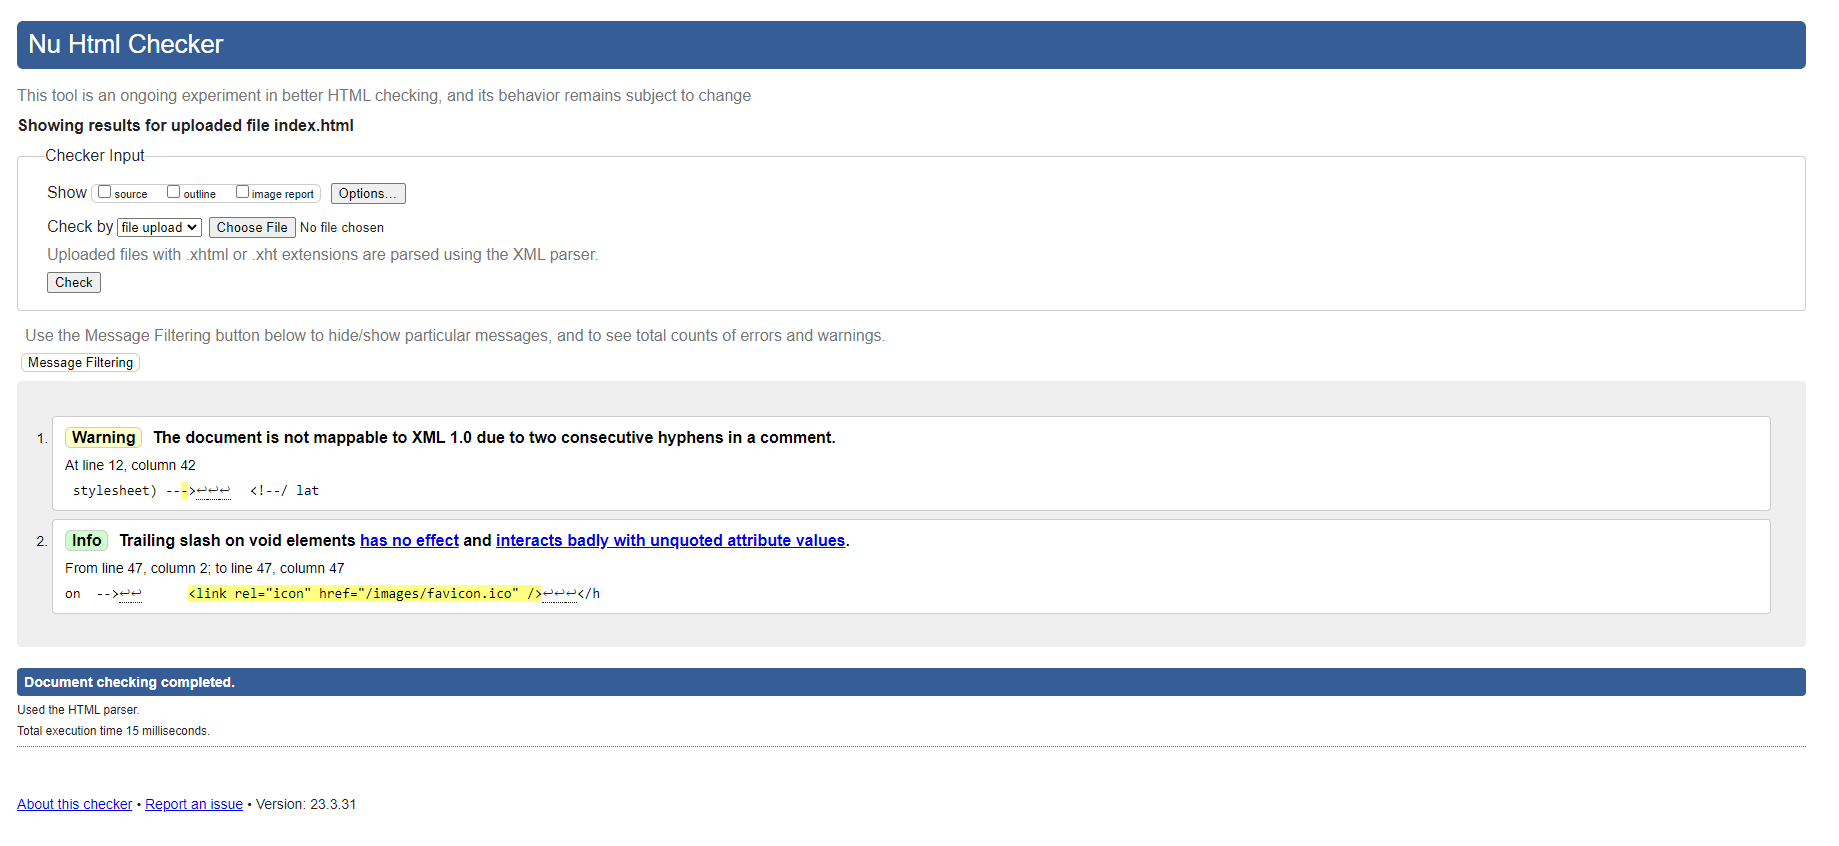 Nu Html Checker
This tool is an ongoing experiment in better HTML checking, and its behavior remains subject to change
Showing results for uploaded file index.html
Checker Input
Show source outline image report Options...
Check by file upload Choose File No file chosen
Uploaded files with .xhtml or .xht extensions are parsed using the XML parser.
Check
Use the Message Filtering button below to hide/show particular messages, and to see total counts of errors and warnings.
Message Filtering
1. Warning The document is not mappable to XML 1.0 due to two consecutive hyphens in a comment.
At line 12, column 42
stylesheet) --->↩↩↩ <!--/ lat
2. Info Trailing slash on void elements has no effect and interacts badly with unquoted attribute values.
From line 47, column 2; to line 47, column 47
on -->↩↩ <link rel="icon" href="/images/favicon.ico" />↩↩↩</h
Document checking completed.
Used the HTML parser.
Total execution time 15 milliseconds.
About this checker • Report an issue • Version: 23.3.31